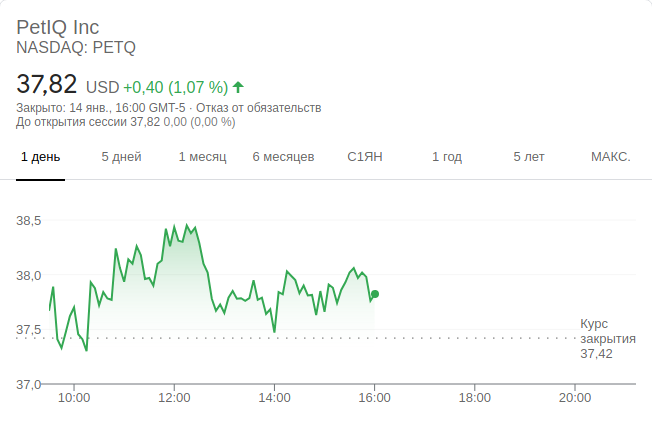 PetIQ Inc
NASDAQ: PETQ
37,82 USD +0,40 (1,07 %)
Закрыто: 14 янв., 16:00 GMT-5 · Отказ от обязательств
До открытия сессии 37,82 0,00 (0,00 %)
1 день 5 дней 1 месяц 6 месяцев С1ЯН 1 год 5 лет МАКС.
38,5
38,0
37,5
Курс
закрытия
37,42
37,0
10:00 12:00 14:00 16:00 18:00 20:00